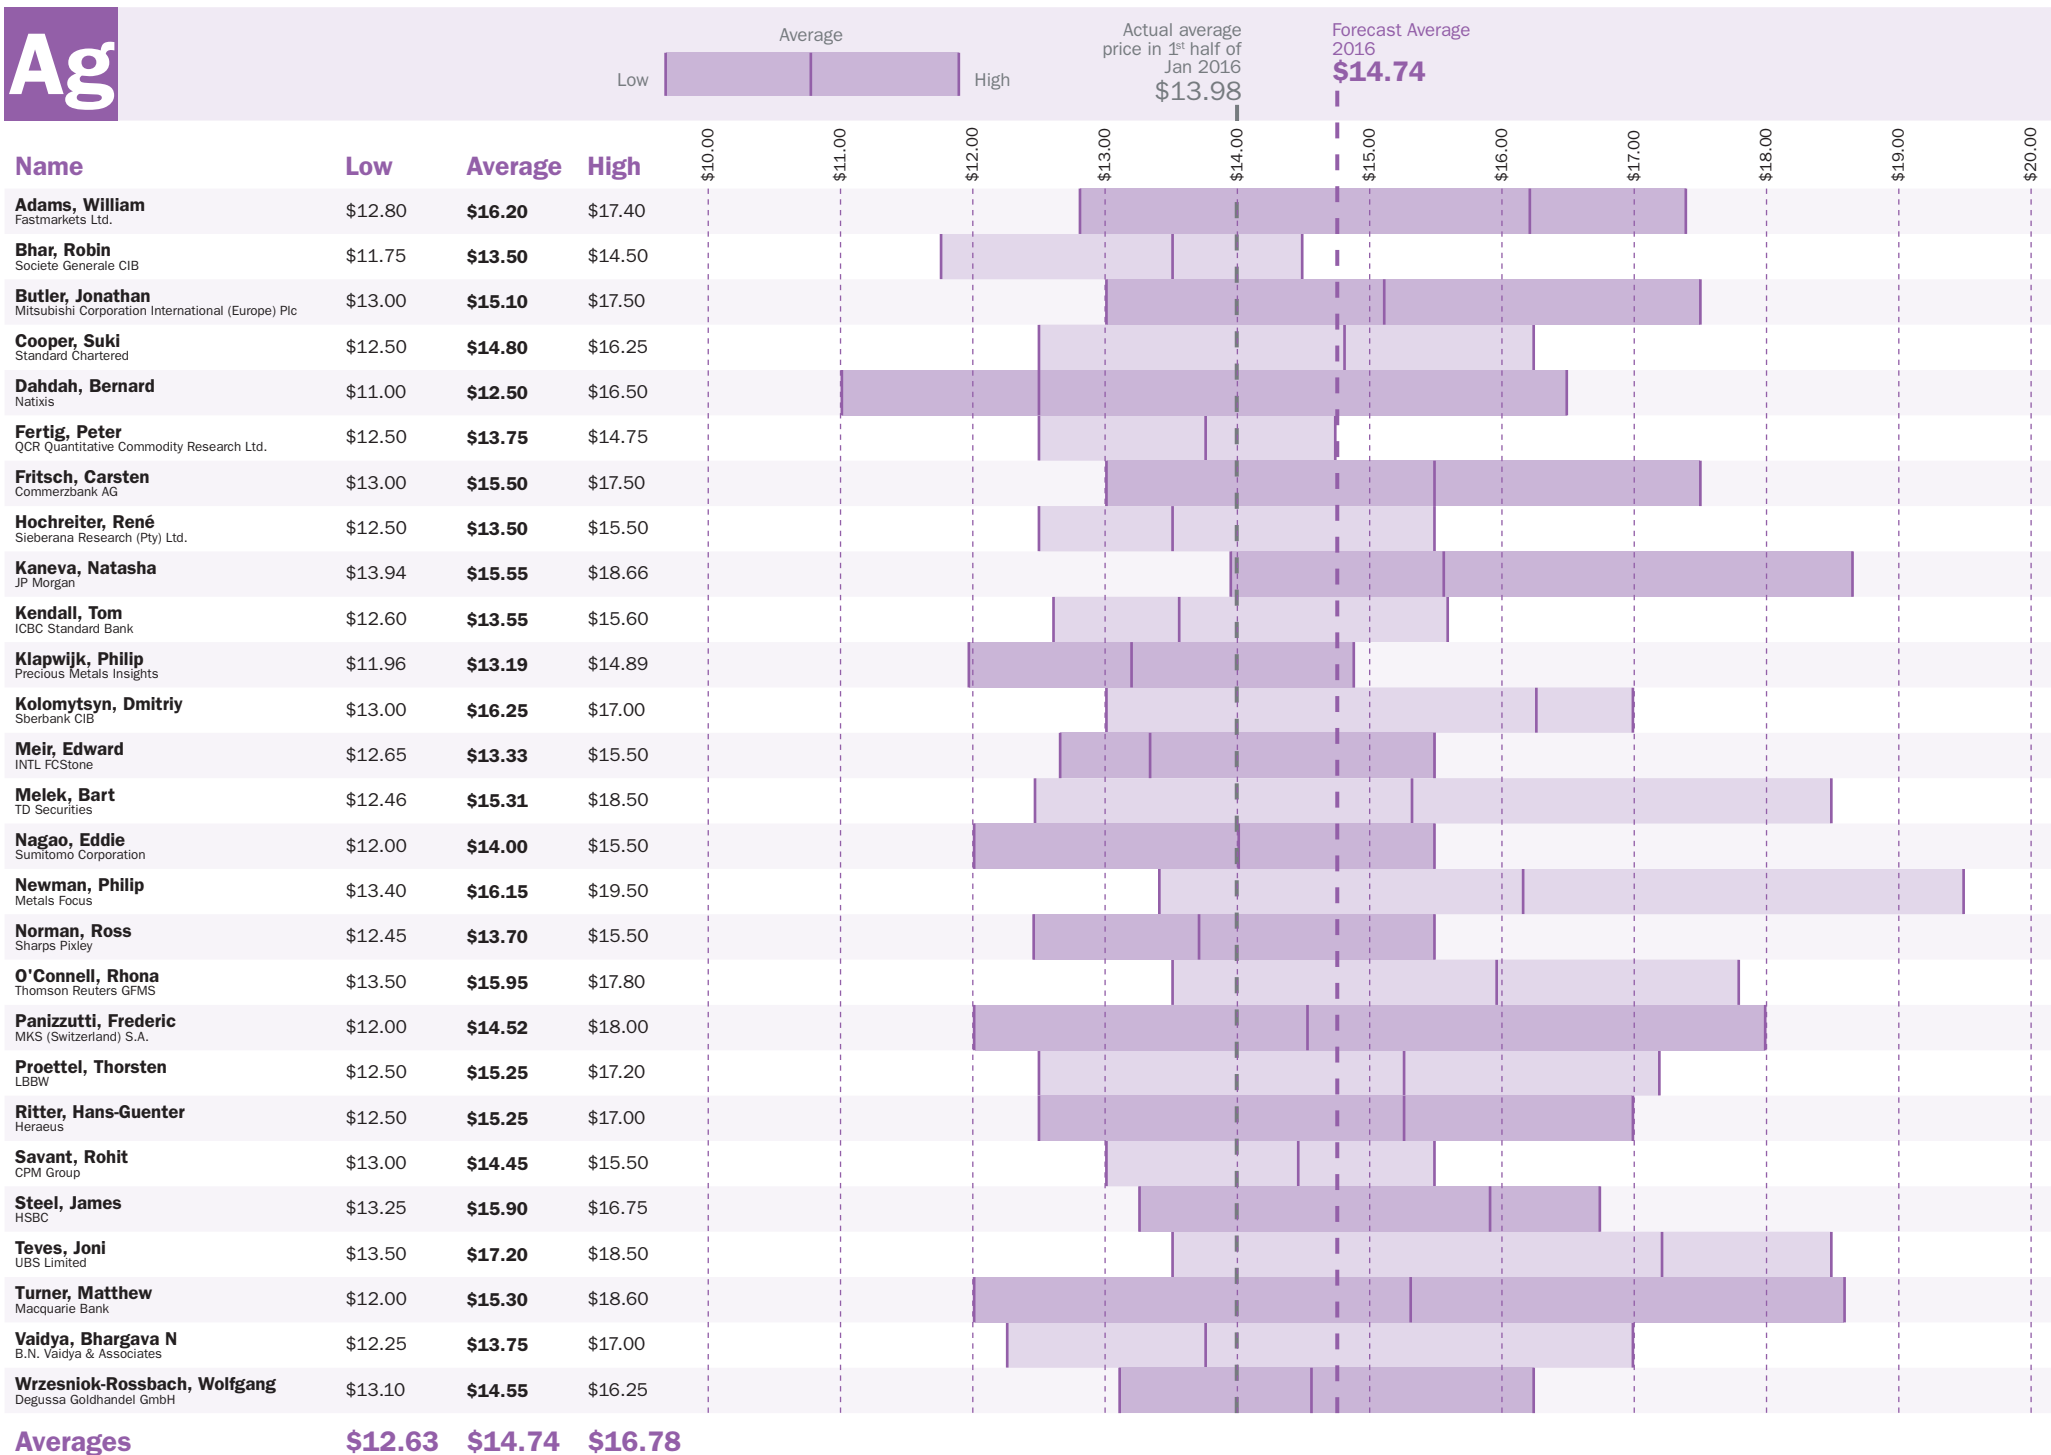 Ag
Average
Low
High
Actual average
price in 1st half of
Jan 2016
$13.98
Forecast Average
2016
$14.74
Name Low Average High
$10.00 $11.00 $12.00 $13.00 $14.00 $15.00 $16.00 $17.00 $18.00 $19.00 $20.00
Adams, William $12.80 $16.20 $17.40
Fastmarkets Ltd.
Bhar, Robin $11.75 $13.50 $14.50
Societe Generale CIB
Butler, Jonathan $13.00 $15.10 $17.50
Mitsubishi Corporation International (Europe) Plc
Cooper, Suki $12.50 $14.80 $16.25
Standard Chartered
Dahdah, Bernard $11.00 $12.50 $16.50
Natixis
Fertig, Peter $12.50 $13.75 $14.75
QCR Quantitative Commodity Research Ltd.
Fritsch, Carsten $13.00 $15.50 $17.50
Commerzbank AG
Hochreiter, René $12.50 $13.50 $15.50
Sieberana Research (Pty) Ltd.
Kaneva, Natasha $13.94 $15.55 $18.66
JP Morgan
Kendall, Tom $12.60 $13.55 $15.60
ICBC Standard Bank
Klapwijk, Philip $11.96 $13.19 $14.89
Precious Metals Insights
Kolomytsyn, Dmitriy $13.00 $16.25 $17.00
Sberbank CIB
Meir, Edward $12.65 $13.33 $15.50
INTL FCStone
Melek, Bart $12.46 $15.31 $18.50
TD Securities
Nagao, Eddie $12.00 $14.00 $15.50
Sumitomo Corporation
Newman, Philip $13.40 $16.15 $19.50
Metals Focus
Norman, Ross $12.45 $13.70 $15.50
Sharps Pixley
O'Connell, Rhona $13.50 $15.95 $17.80
Thomson Reuters GFMS
Panizzutti, Frederic $12.00 $14.52 $18.00
MKS (Switzerland) S.A.
Proettel, Thorsten $12.50 $15.25 $17.20
LBBW
Ritter, Hans-Guenter $12.50 $15.25 $17.00
Heraeus
Savant, Rohit $13.00 $14.45 $15.50
CPM Group
Steel, James $13.25 $15.90 $16.75
HSBC
Teves, Joni $13.50 $17.20 $18.50
UBS Limited
Turner, Matthew $12.00 $15.30 $18.60
Macquarie Bank
Vaidya, Bhargava N $12.25 $13.75 $17.00
B.N. Vaidya & Associates
Wrzesniok-Rossbach, Wolfgang $13.10 $14.55 $16.25
Degussa Goldhandel GmbH
Averages $12.63 $14.74 $16.78